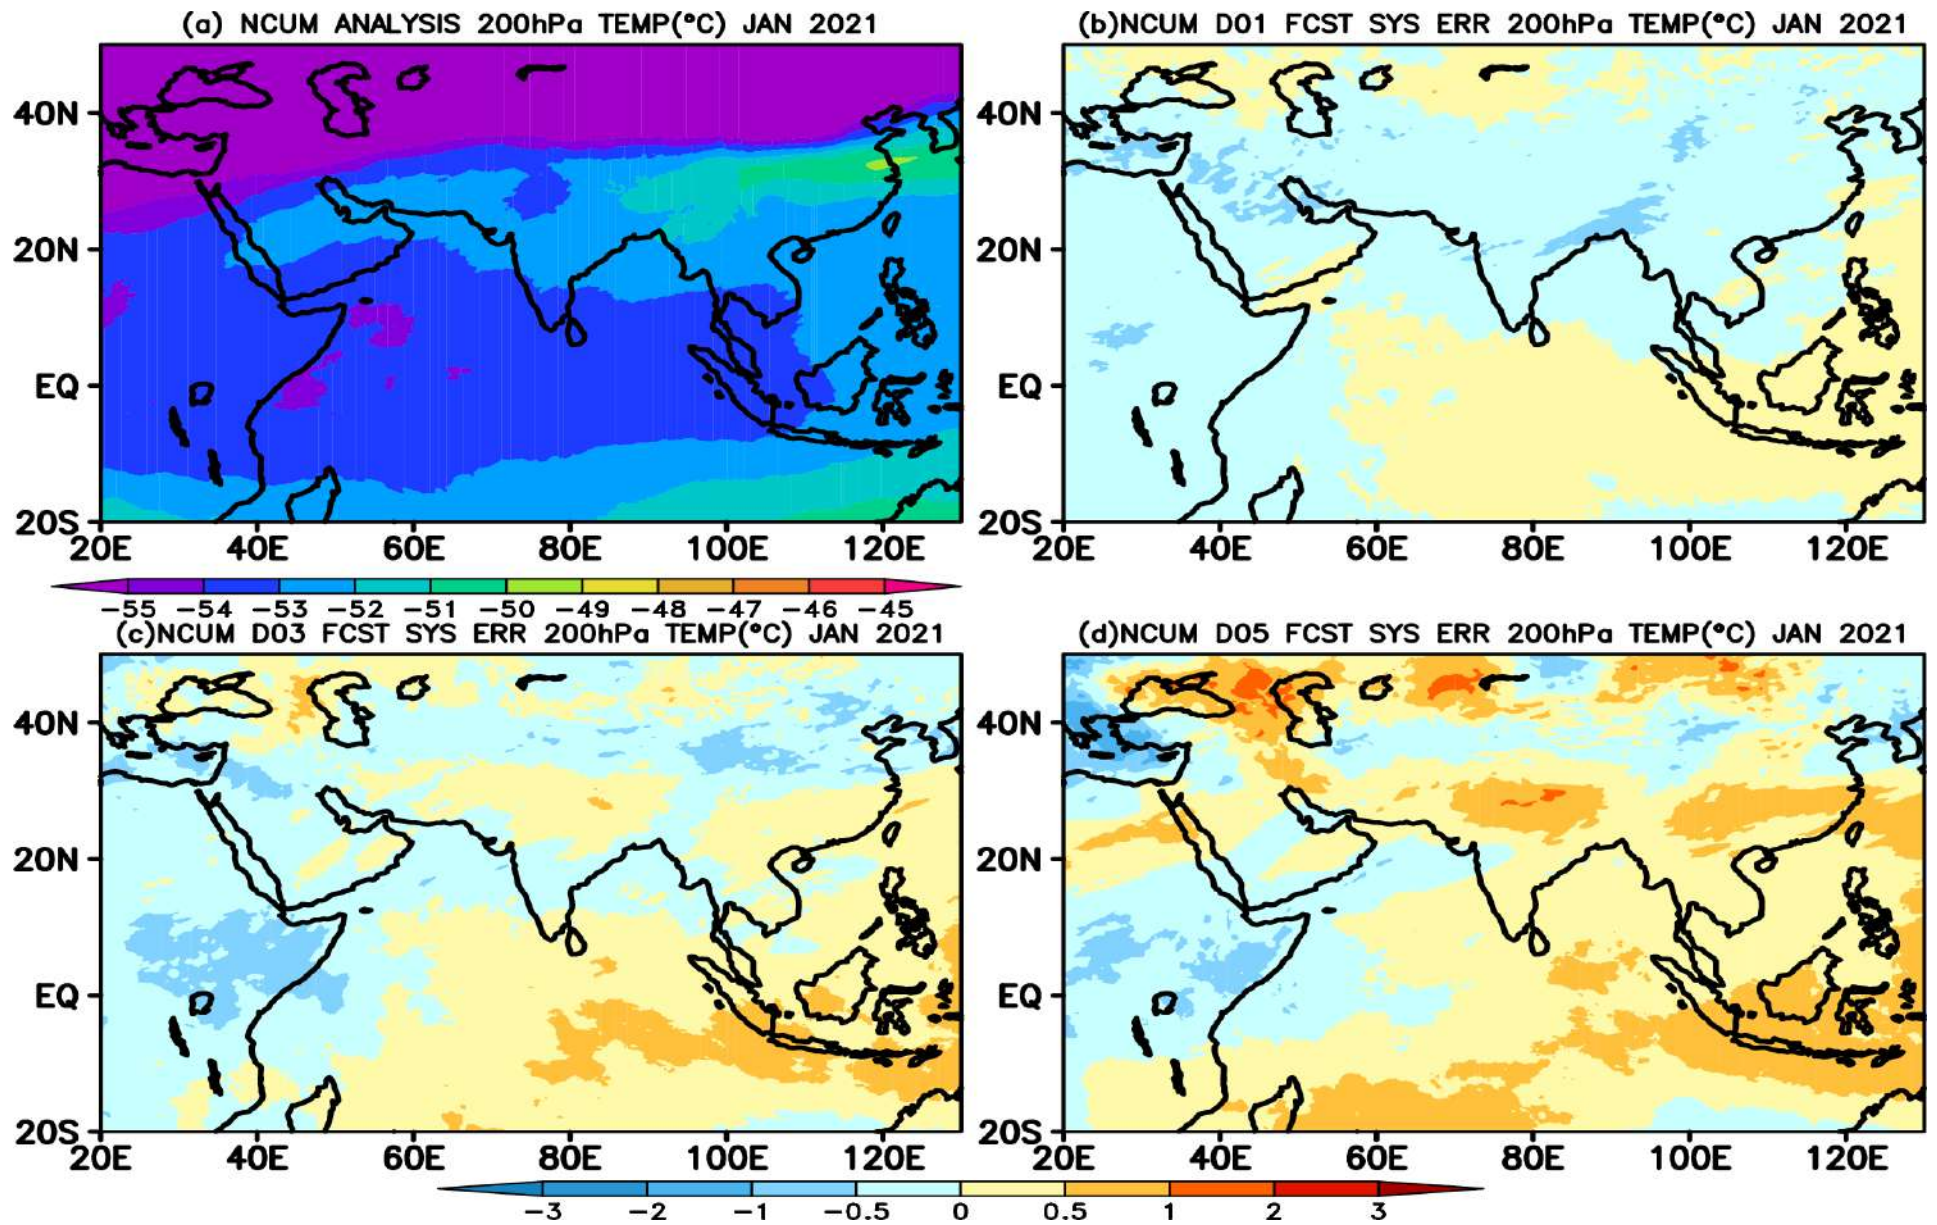 (a) NCUM ANALYSIS 200hPa TEMP(°C) JAN 2021
40N
20N
EQ
20S
20E 40E 60E 80E 100E 120E
−55 −54 −53 −52 −51 −50 −49 −48 −47 −46 −45
(b)NCUM D01 FCST SYS ERR 200hPa TEMP(°C) JAN 2021
40N
20N
EQ
20S
20E 40E 60E 80E 100E 120E
(c)NCUM D03 FCST SYS ERR 200hPa TEMP(°C) JAN 2021
40N
20N
EQ
20S
20E 40E 60E 80E 100E 120E
(d)NCUM D05 FCST SYS ERR 200hPa TEMP(°C) JAN 2021
40N
20N
EQ
20S
20E 40E 60E 80E 100E 120E
−3 −2 −1 −0.5 0 0.5 1 2 3